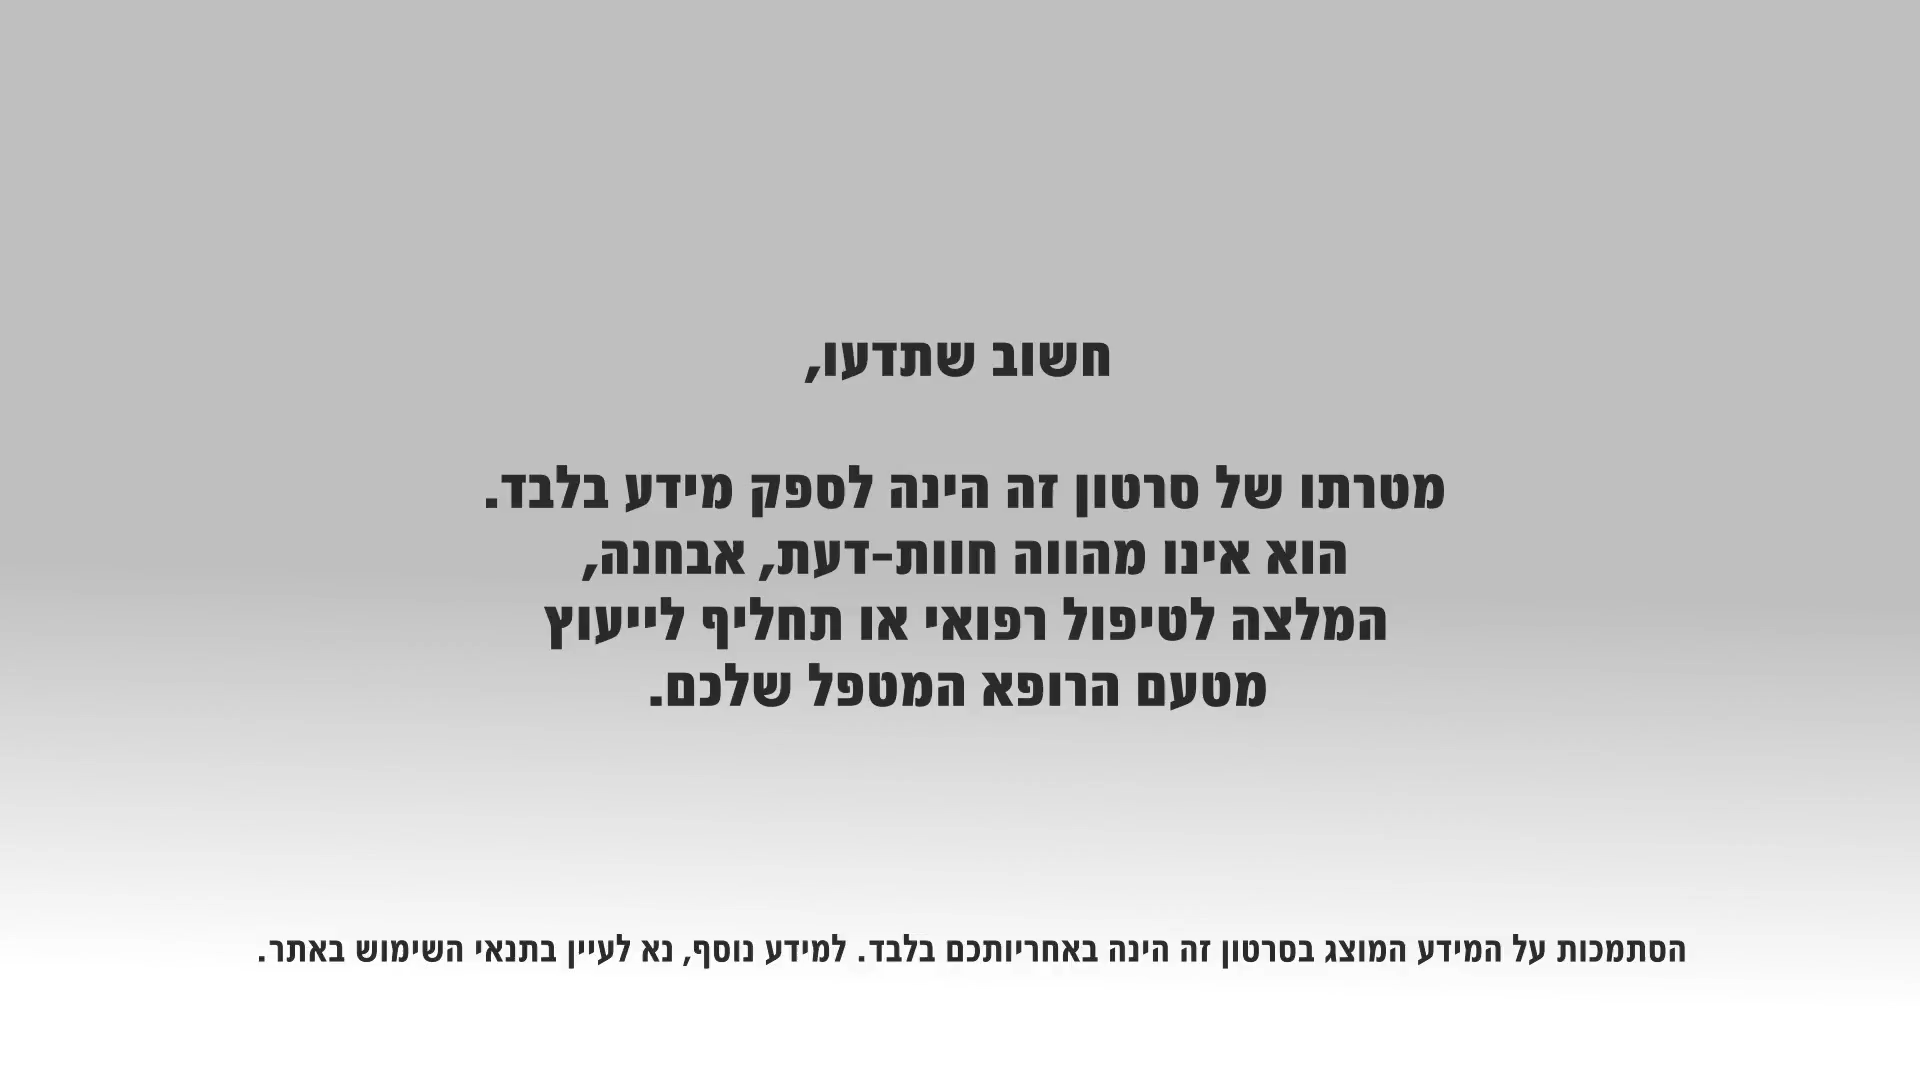 חשוב שתדעו,
מטרתו של סרטון זה הינה לספק מידע בלבד.
הוא אינו מהווה חוות-דעת, אבחנה,
המלצה לטיפול רפואי או תחליף לייעוץ
מטעם הרופא המטפל שלכם.
הסתמכות על המידע המוצג בסרטון זה הינה באחריותכם בלבד. למידע נוסף, נא לעיין בתנאי השימוש באתר.